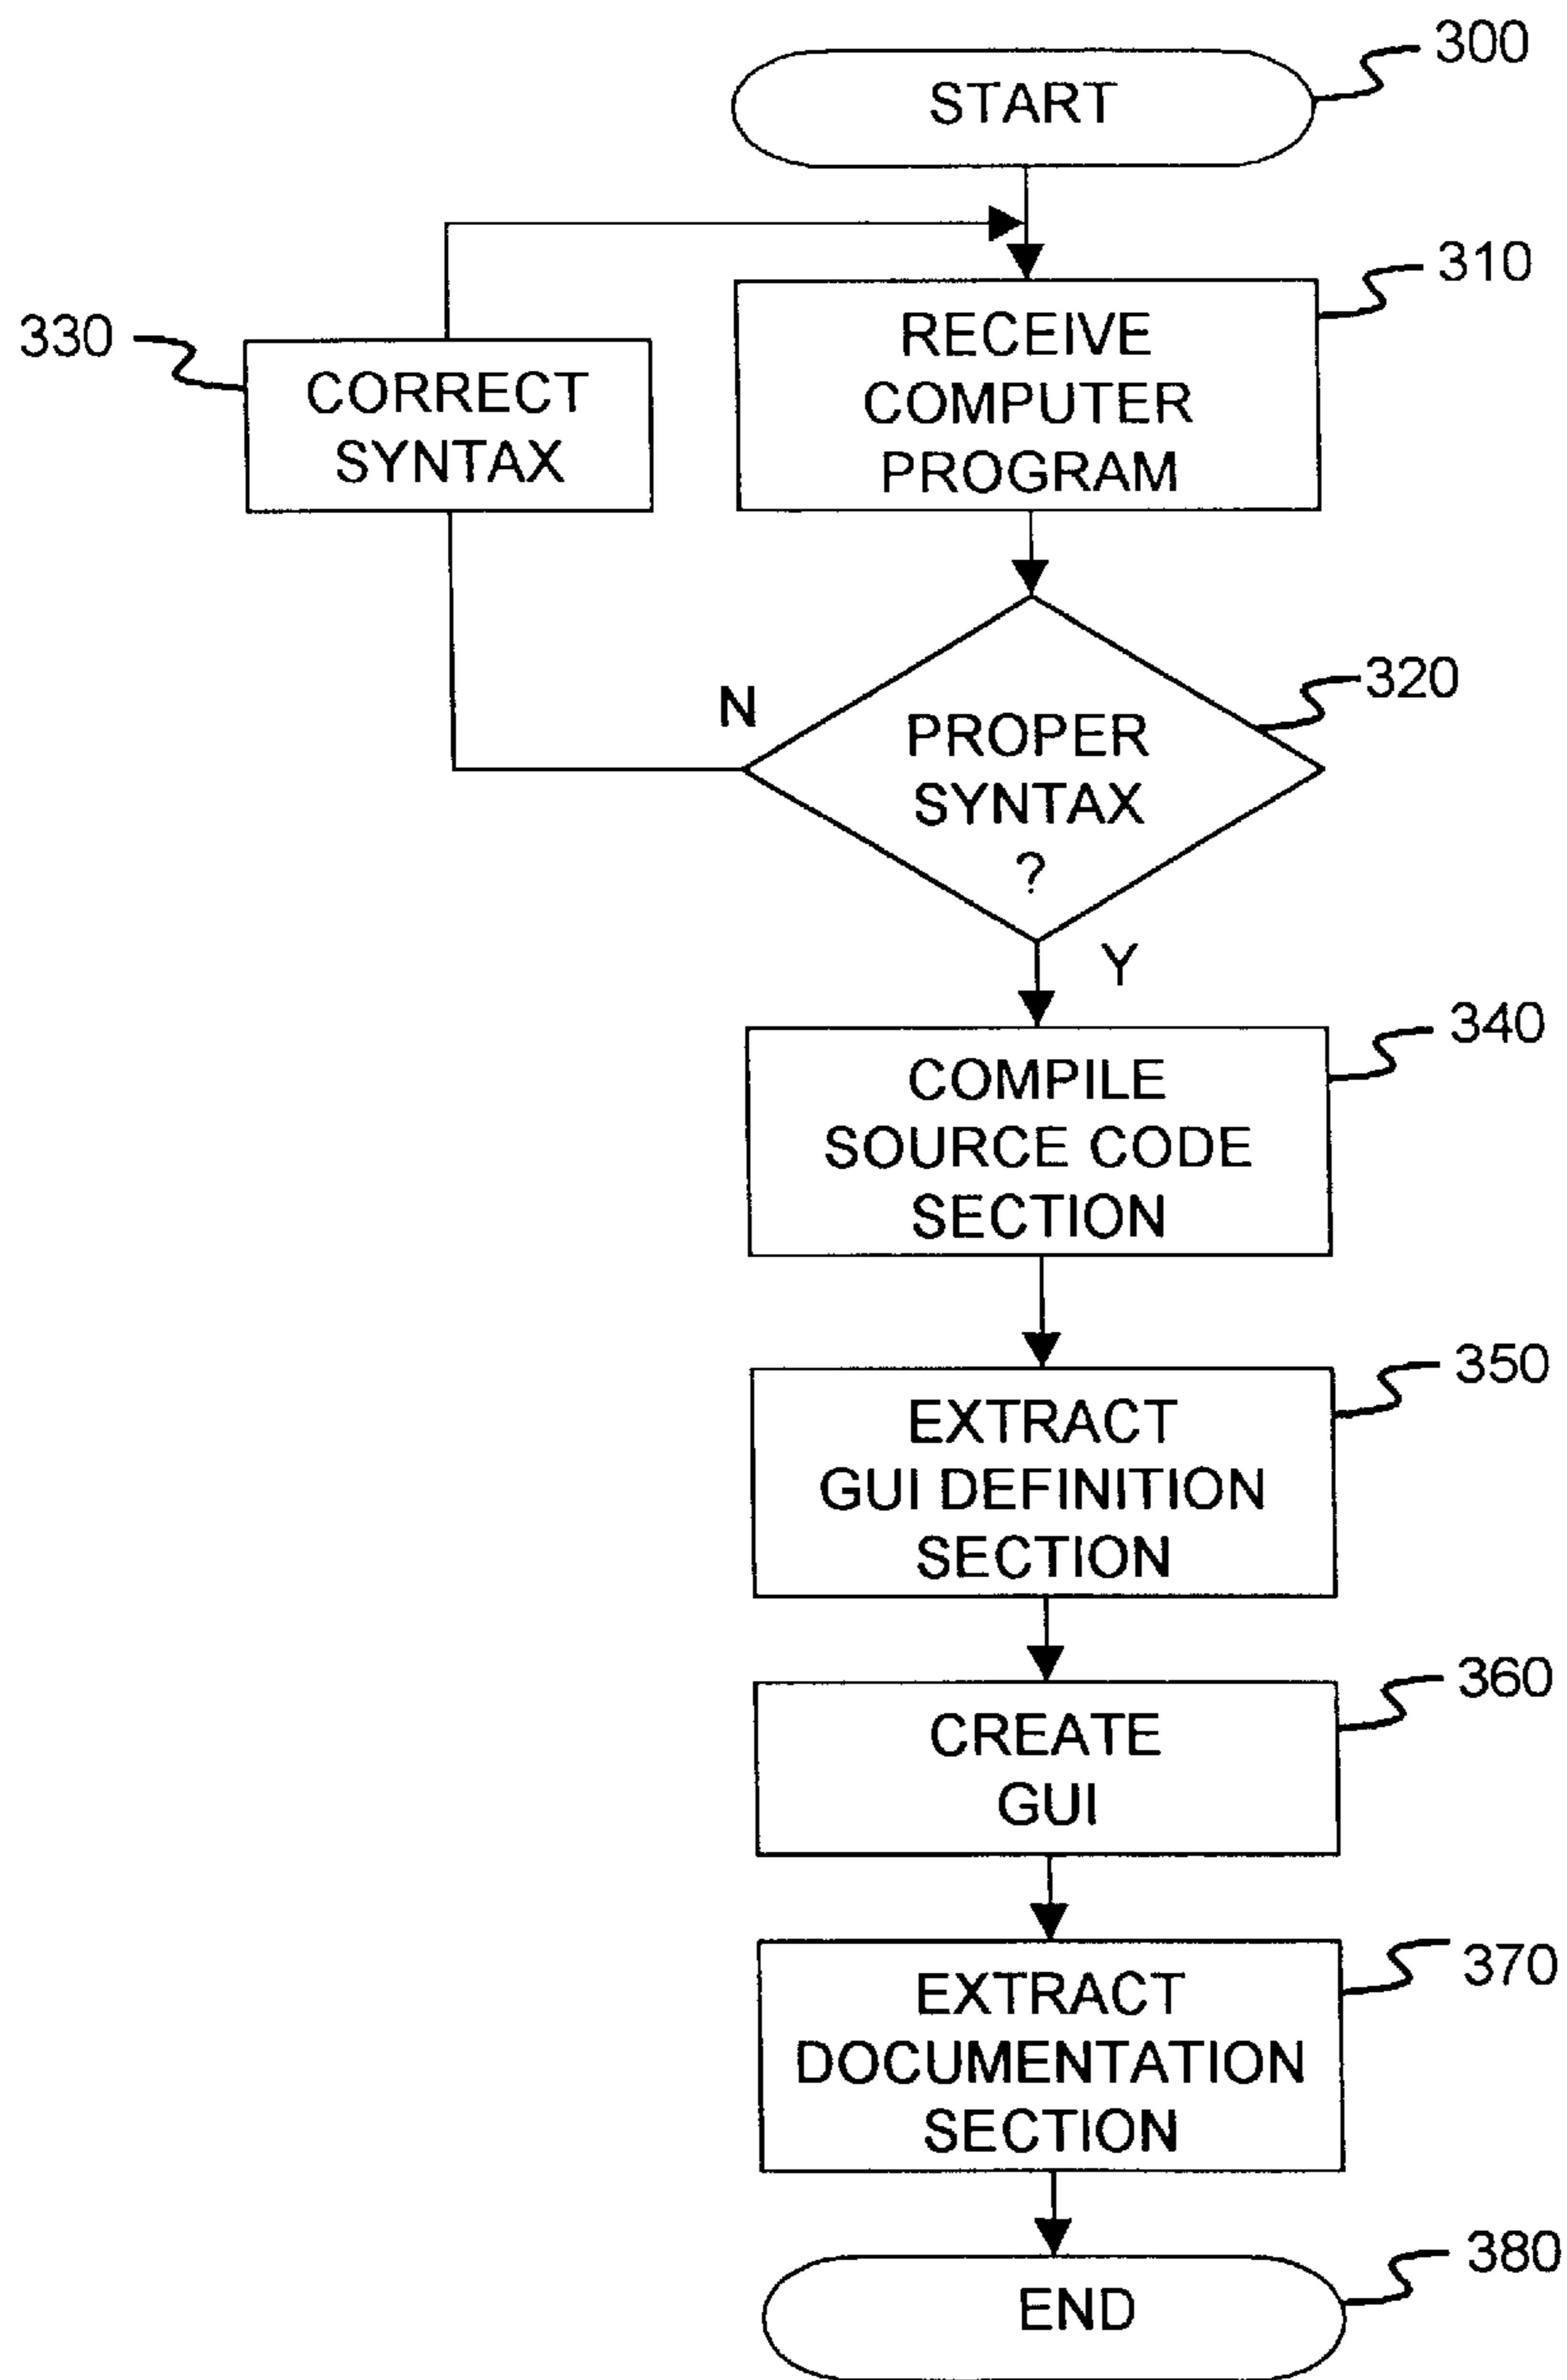 START
300
RECEIVE
COMPUTER
PROGRAM
310
330
CORRECT
SYNTAX
N
PROPER
SYNTAX
?
320
Y
COMPILE
SOURCE CODE
SECTION
340
EXTRACT
GUI DEFINITION
SECTION
350
CREATE
GUI
360
EXTRACT
DOCUMENTATION
SECTION
370
END
380